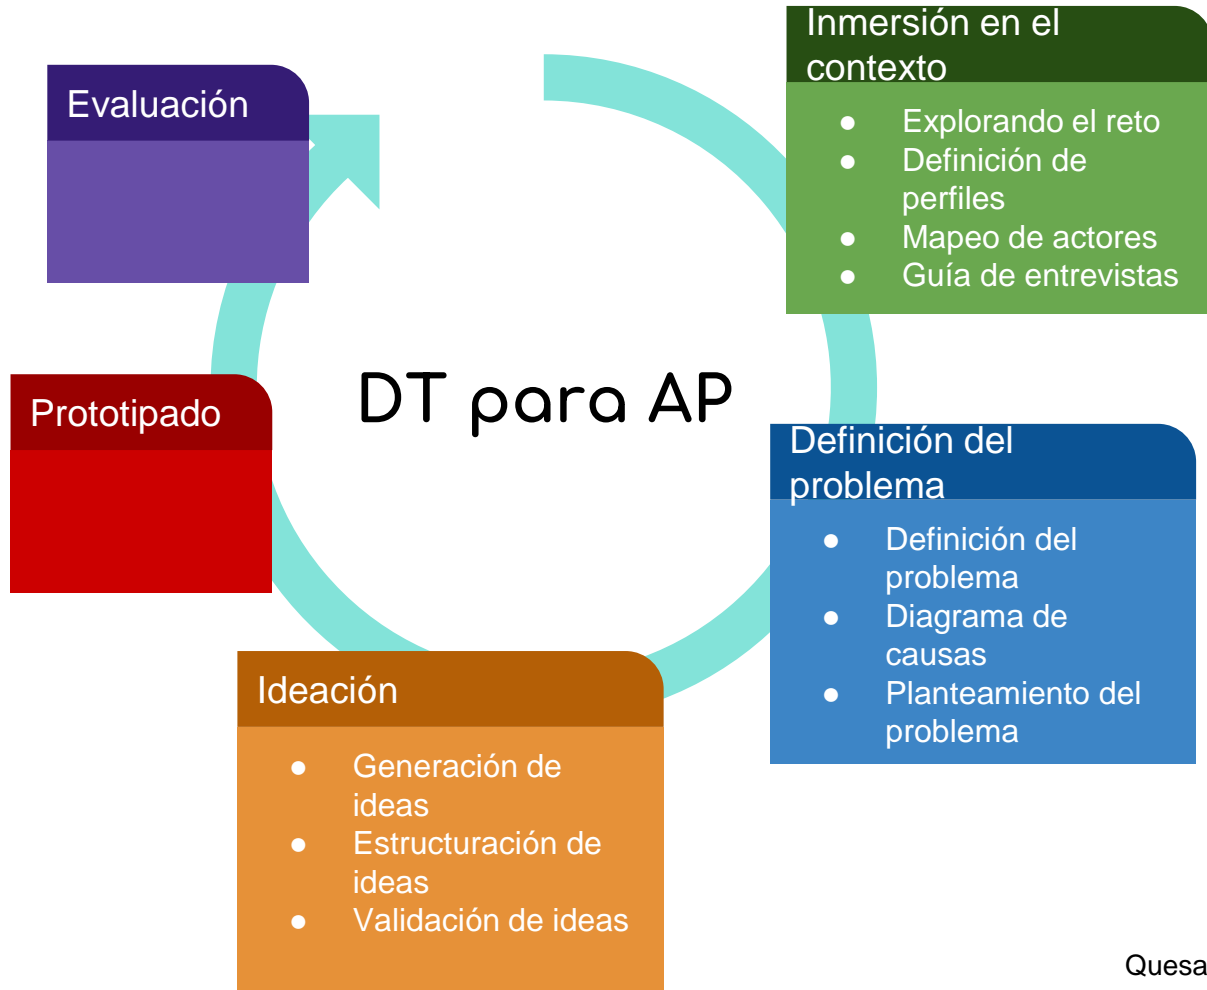 Inmersión en el
contexto
● Explorando el reto
● Definición de
perfiles
● Mapeo de actores
● Guía de entrevistas
Definición del
problema
● Definición del
problema
● Diagrama de
causas
● Planteamiento del
problema
Ideación
● Generación de
ideas
● Estructuración de
ideas
● Validación de ideas
Prototipado
Evaluación
DT para AP
Quesa